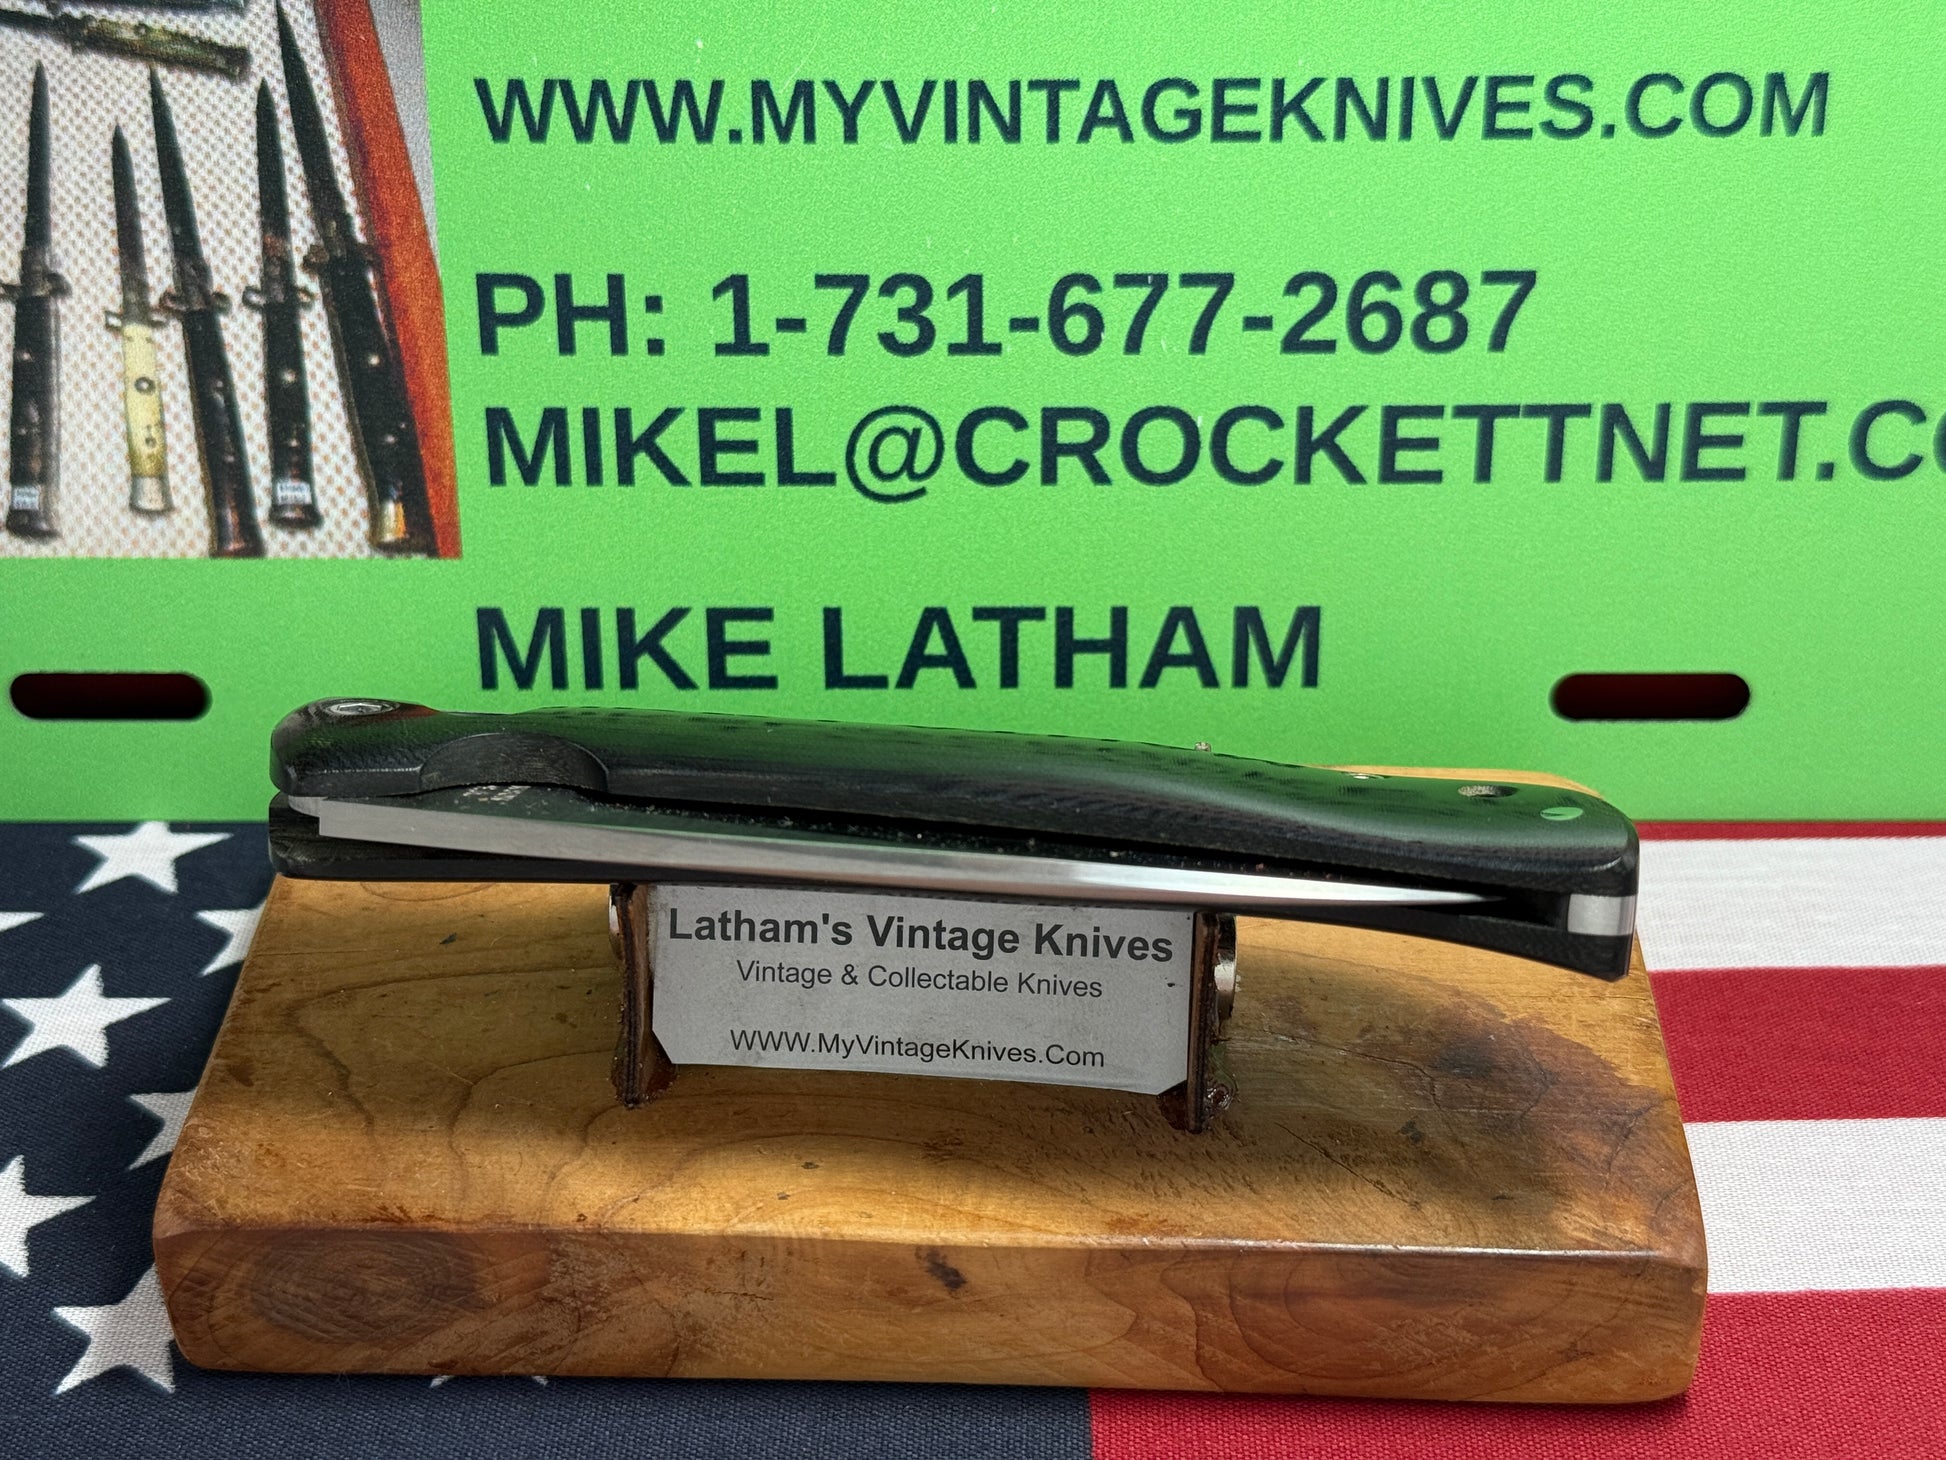 WWW.MYVINTAGEKNIVES.COM
PH: 1-731-677-2687
MIKEL@CROCKETTNET.CO
MIKE LATHAM
Latham's Vintage Knives
Vintage & Collectable Knives
WWW.MyVintageKnives.Com